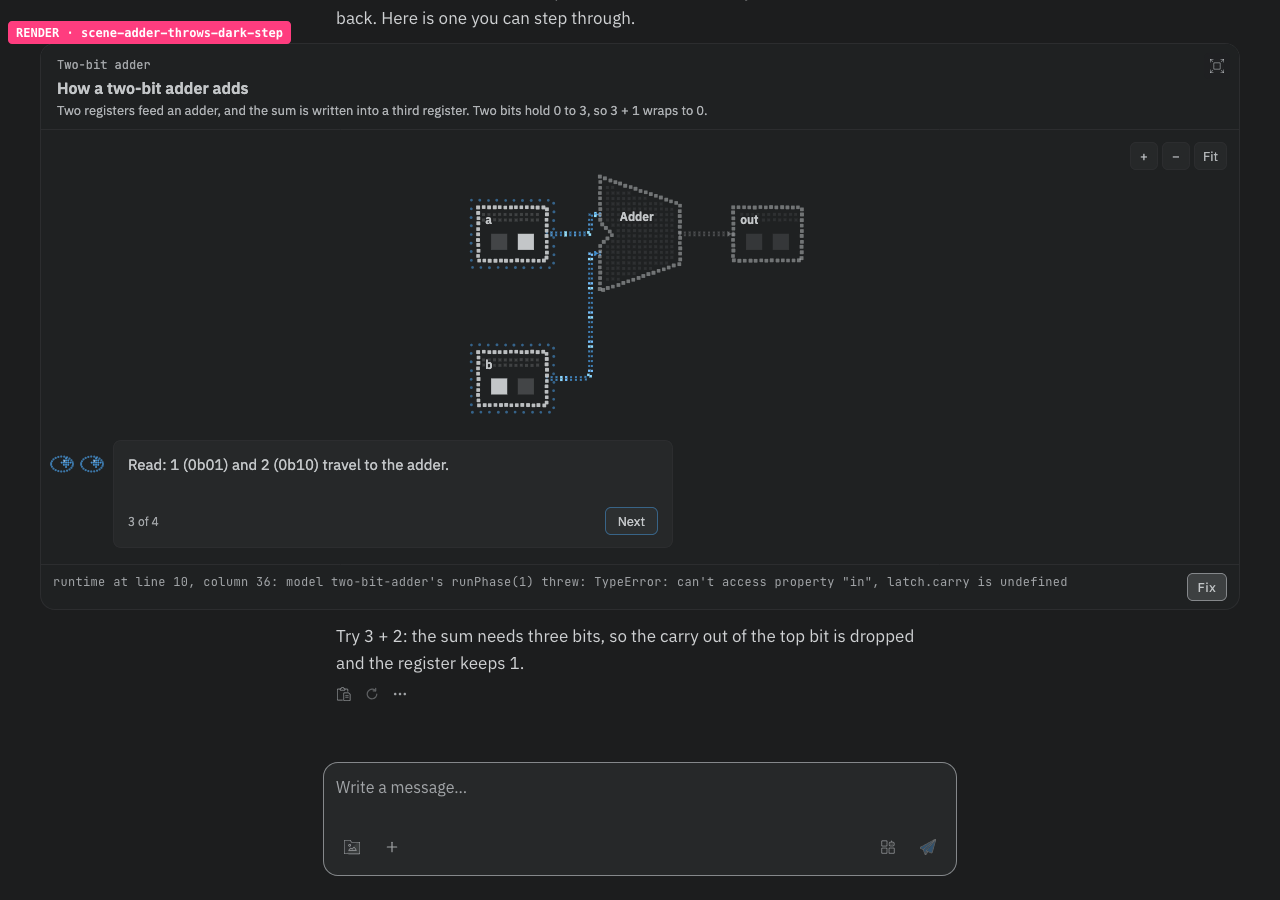 back. Here is one you can step through.
RENDER · scene-adder-throws-dark-step
Two-bit adder
How a two-bit adder adds
Two registers feed an adder, and the sum is written into a third register. Two bits hold 0 to 3, so 3 + 1 wraps to 0.
+ − Fit
a
Adder
out
b
Read: 1 (0b01) and 2 (0b10) travel to the adder.
3 of 4
Next
runtime at line 10, column 36: model two-bit-adder's runPhase(1) threw: TypeError: can't access property "in", latch.carry is undefined
Fix
Try 3 + 2: the sum needs three bits, so the carry out of the top bit is dropped
and the register keeps 1.
Write a message...